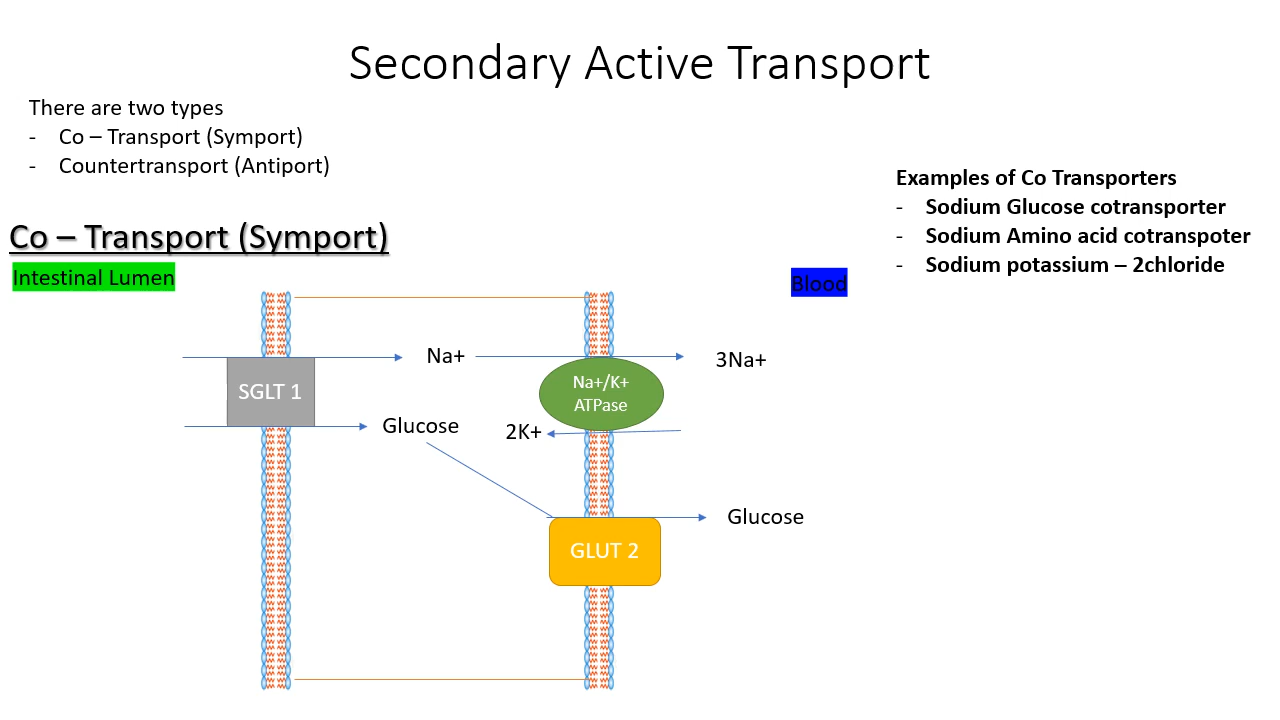 Secondary Active Transport
There are two types
- Co – Transport (Symport)
- Countertransport (Antiport)
Examples of Co Transporters
- Sodium Glucose cotransporter
- Sodium Amino acid cotranspoter
- Sodium potassium – 2chloride
Co – Transport (Symport)
Intestinal Lumen
Blood
Na+
3Na+
SGLT 1
Na+/K+
ATPase
Glucose
2K+
Glucose
GLUT 2